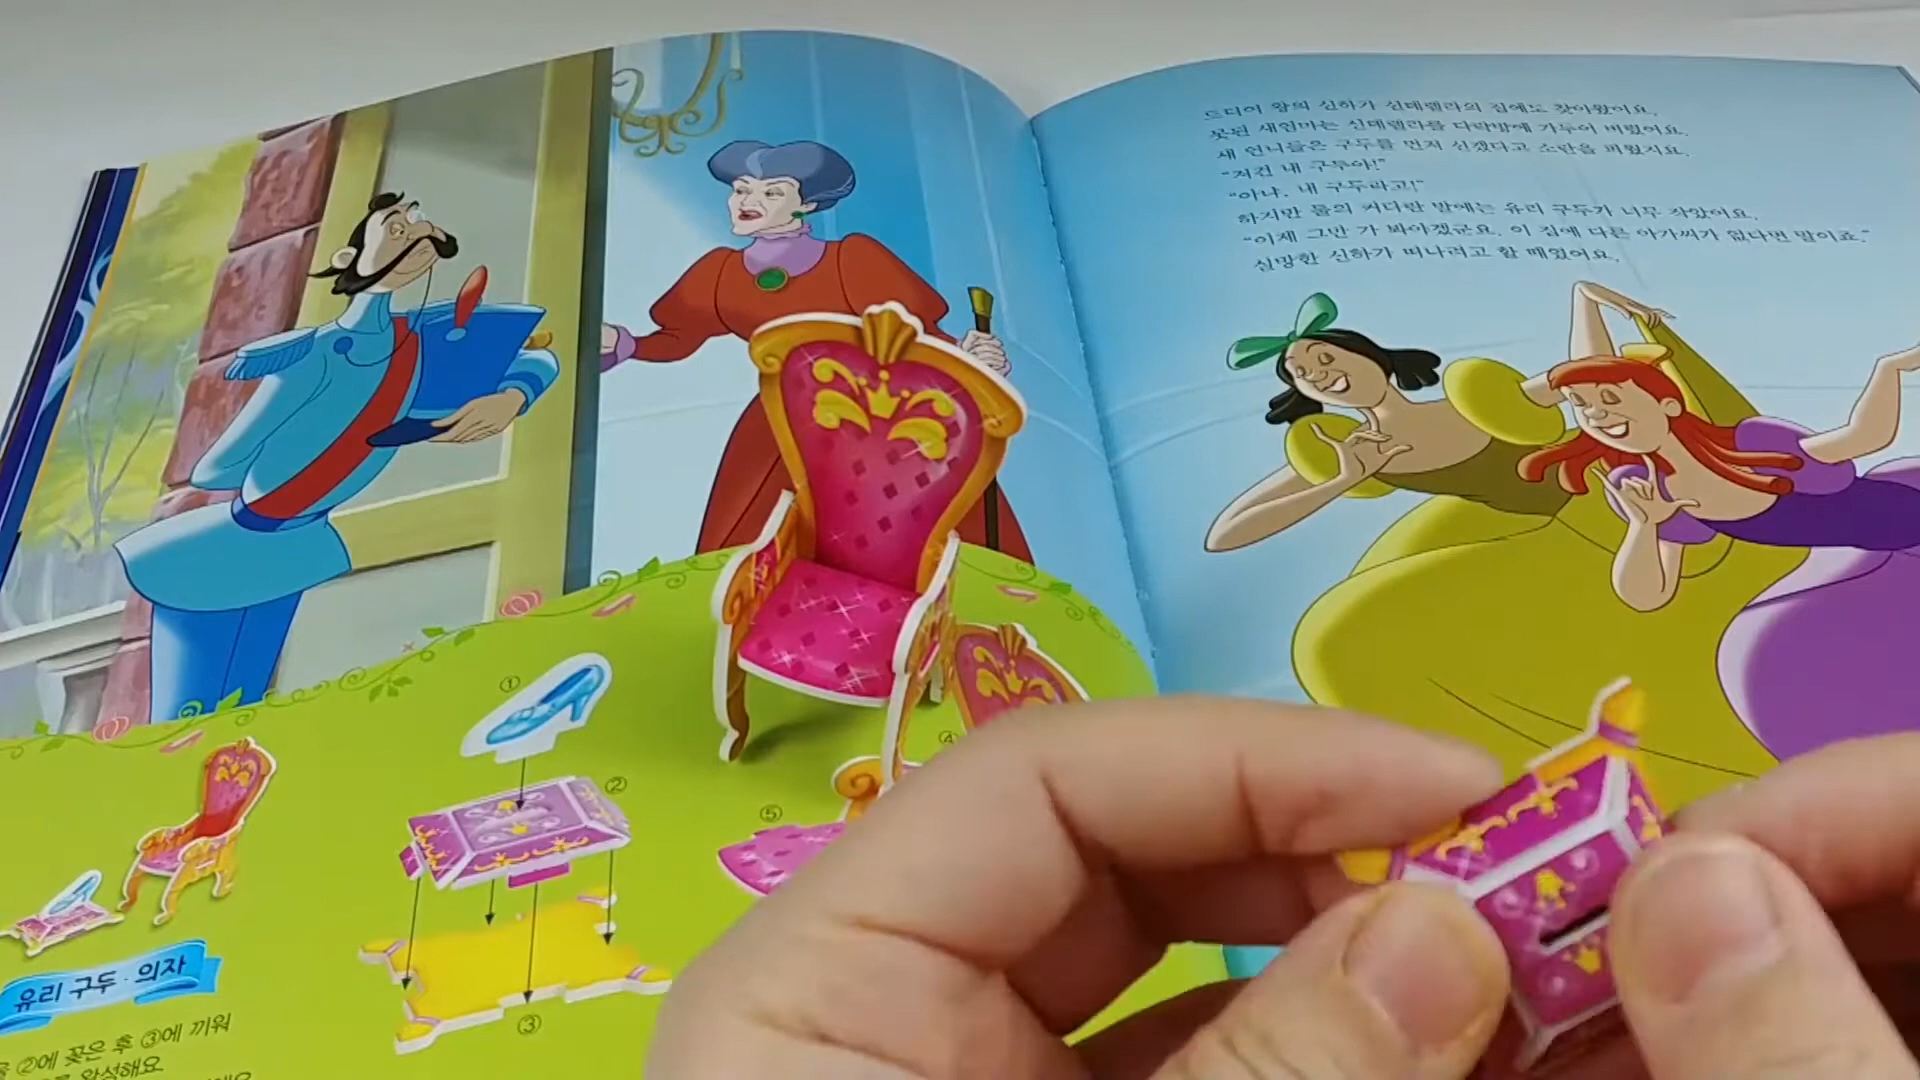 드디어 왕의 신하가 신데렐라의 집에도 찾아왔어요.
못된 새엄마는 신데렐라를 다락방에 가두어 버렸어요.
새 언니들은 구두를 먼저 신겠다고 소란을 피웠지요.
“저건 내 구두야!”
“아냐, 내 구두라고!”
하지만 둘의 커다란 발에는 유리 구두가 너무 작았어요.
“이제 그만 가 봐야겠군요. 이 집에 다른 아가씨가 없다면 말이죠.”
실망한 신하가 떠나려고 할 때였어요.
①
②
④
⑤
③
유리 구두·의자
②에 꽂은 후 ③에 끼워
완성해요